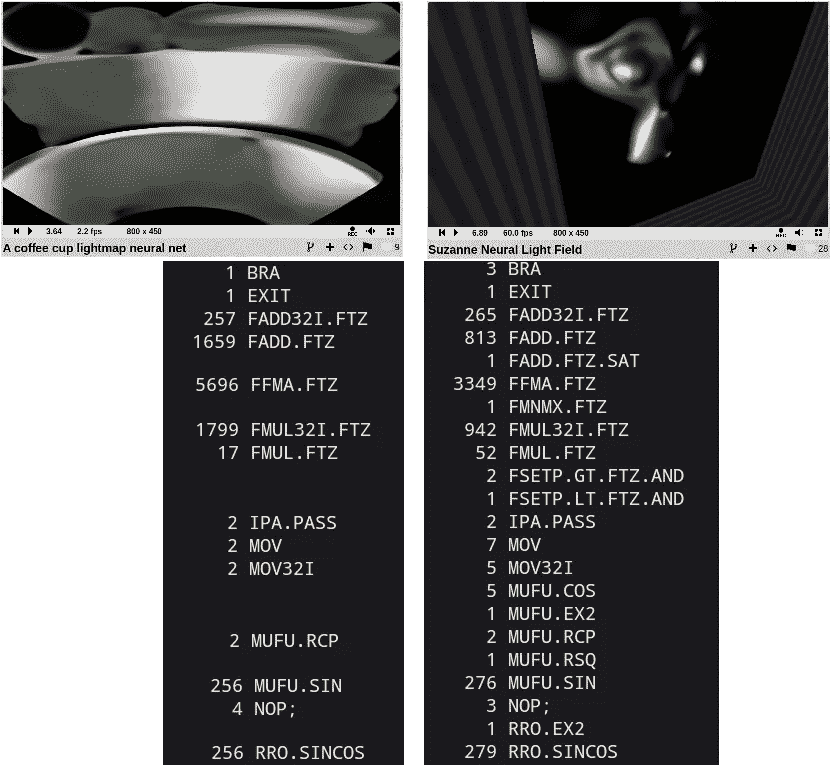 3.64 2.2 fps 800 x 450 REC
A coffee cup lightmap neural net 9
6.89 60.0 fps 800 x 450 REC
Suzanne Neural Light Field 28
1 BRA
1 EXIT
257 FADD32I.FTZ
1659 FADD.FTZ
5696 FFMA.FTZ
1799 FMUL32I.FTZ
17 FMUL.FTZ
2 IPA.PASS
2 MOV
2 MOV32I
2 MUFU.RCP
256 MUFU.SIN
4 NOP;
256 RRO.SINCOS
3 BRA
1 EXIT
265 FADD32I.FTZ
813 FADD.FTZ
1 FADD.FTZ.SAT
3349 FFMA.FTZ
1 FMNMX.FTZ
942 FMUL32I.FTZ
52 FMUL.FTZ
2 FSETP.GT.FTZ.AND
1 FSETP.LT.FTZ.AND
2 IPA.PASS
7 MOV
5 MOV32I
5 MUFU.COS
1 MUFU.EX2
2 MUFU.RCP
1 MUFU.RSQ
276 MUFU.SIN
3 NOP;
1 RRO.EX2
279 RRO.SINCOS